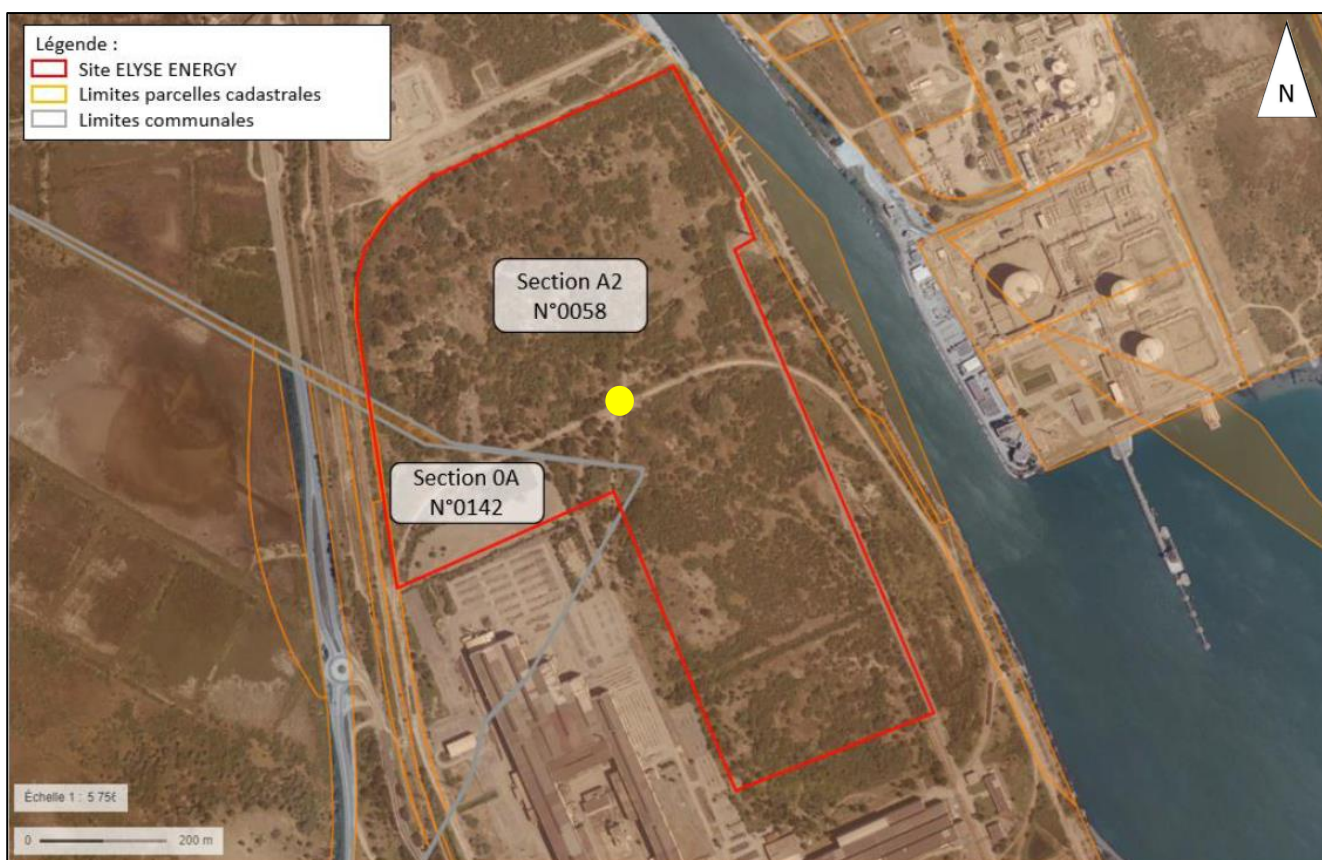 Légende :
Site ELYSE ENERGY
Limites parcelles cadastrales
Limites communales
N
Section A2
N°0058
Section 0A
N°0142
Échelle 1 : 5 756
0 200 m